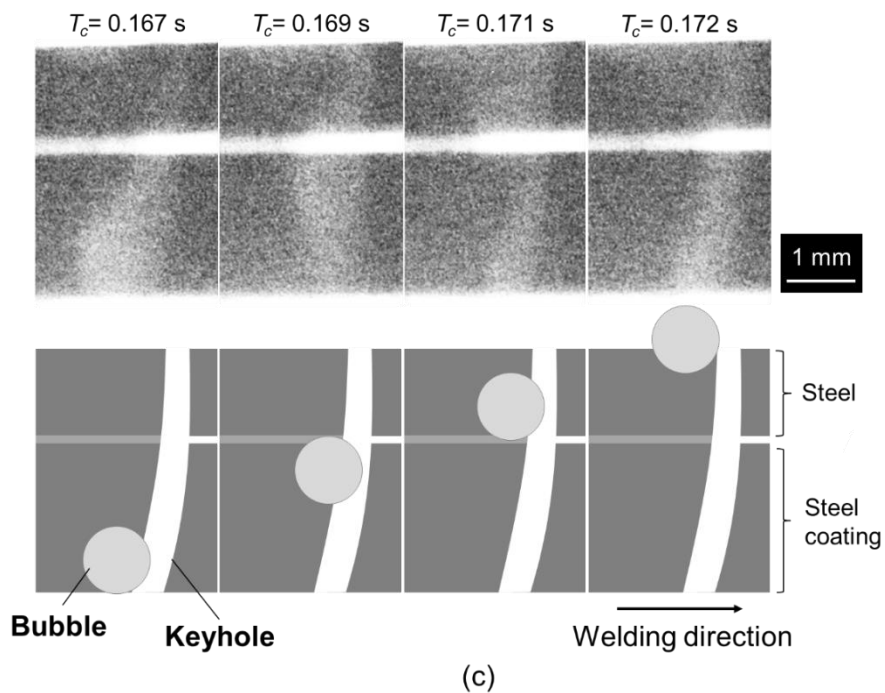 Tc= 0.167 s
Tc= 0.169 s
Tc= 0.171 s
Tc= 0.172 s
1 mm
Steel
Steel
coating
Bubble
Keyhole
Welding direction
(c)